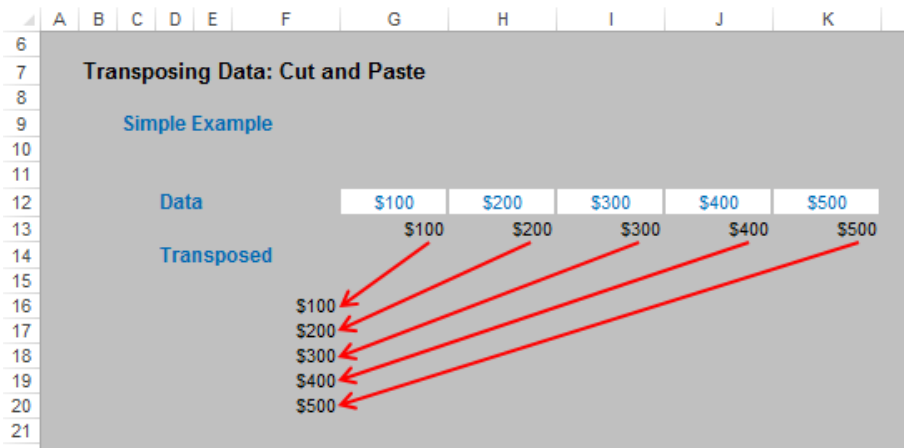 A B C D E F G H I J K
6
7 Transposing Data: Cut and Paste
8
9 Simple Example
10
11
12 Data $100 $200 $300 $400 $500
13 $100 $200 $300 $400 $500
14 Transposed
15
16 $100
17 $200
18 $300
19 $400
20 $500
21